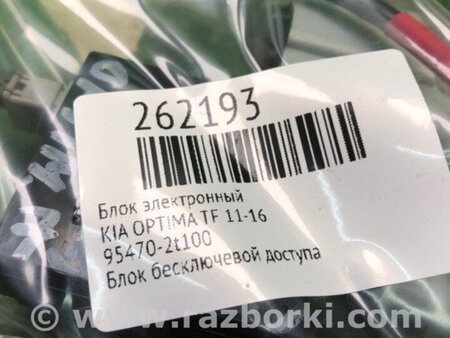 262193
Блок электронный
KIA OPTIMA TF 11-16
95470-2t100
Блок бесключевой доступа
© www.razborki.com